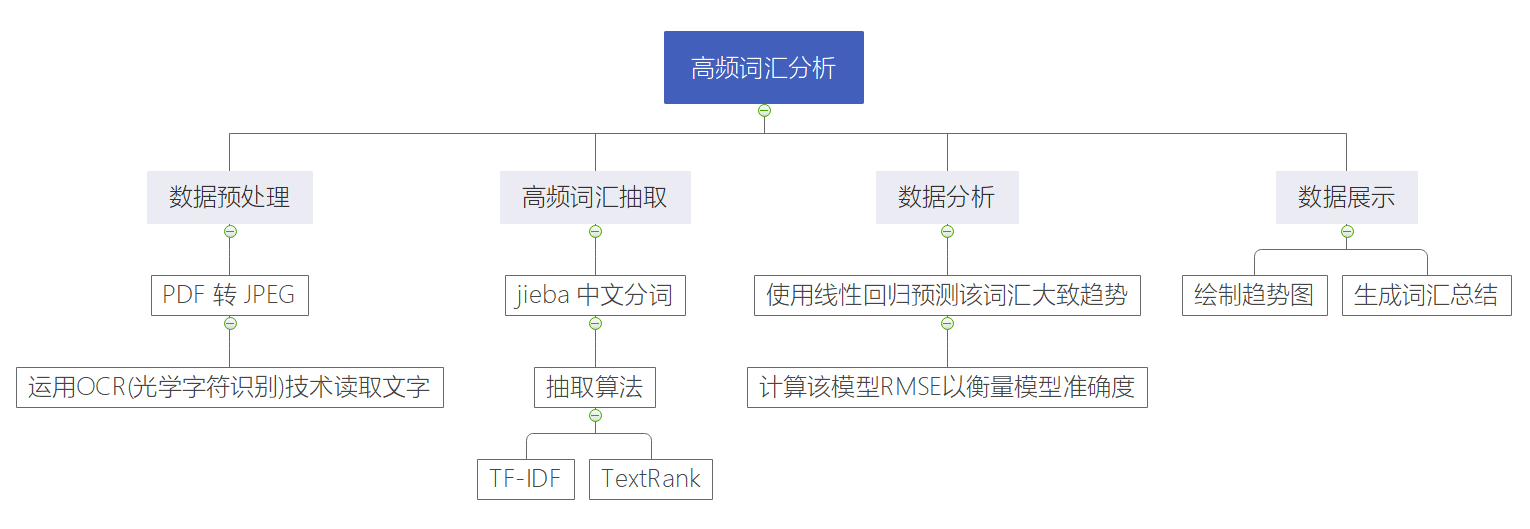 高频词汇分析
数据预处理
高频词汇抽取
数据分析
数据展示
PDF 转 JPEG
jieba 中文分词
使用线性回归预测该词汇大致趋势
绘制趋势图
生成词汇总结
运用OCR(光学字符识别)技术读取文字
抽取算法
计算该模型RMSE以衡量模型准确度
TF-IDF
TextRank